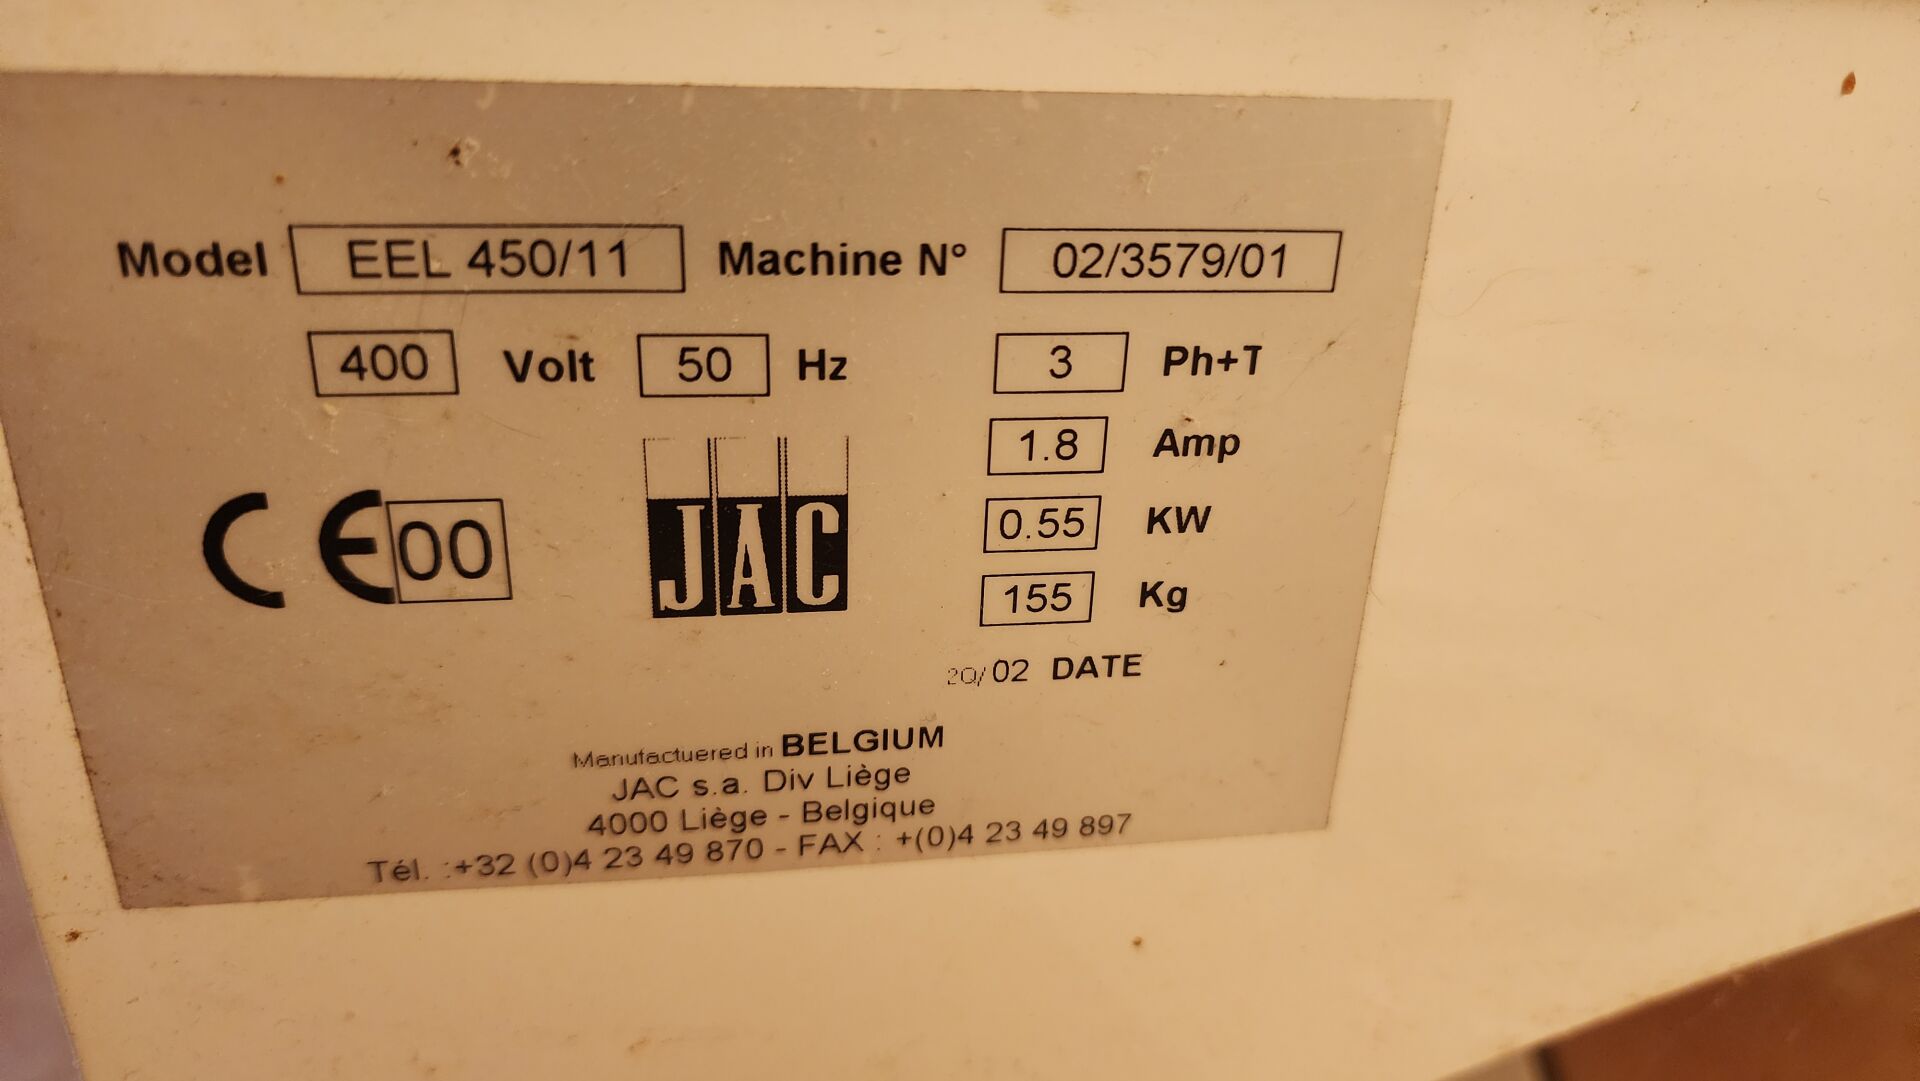 Model EEL 450/11 Machine N° 02/3579/01
400 Volt 50 Hz 3 Ph+T
1.8 Amp
CE 00 JAC 0.55 KW
155 Kg
20/02 DATE
Manufactuered in BELGIUM
JAC s.a. Div Liège
4000 Liège - Belgique
Tél. :+32 (0)4 23 49 870 - FAX : +(0)4 23 49 897